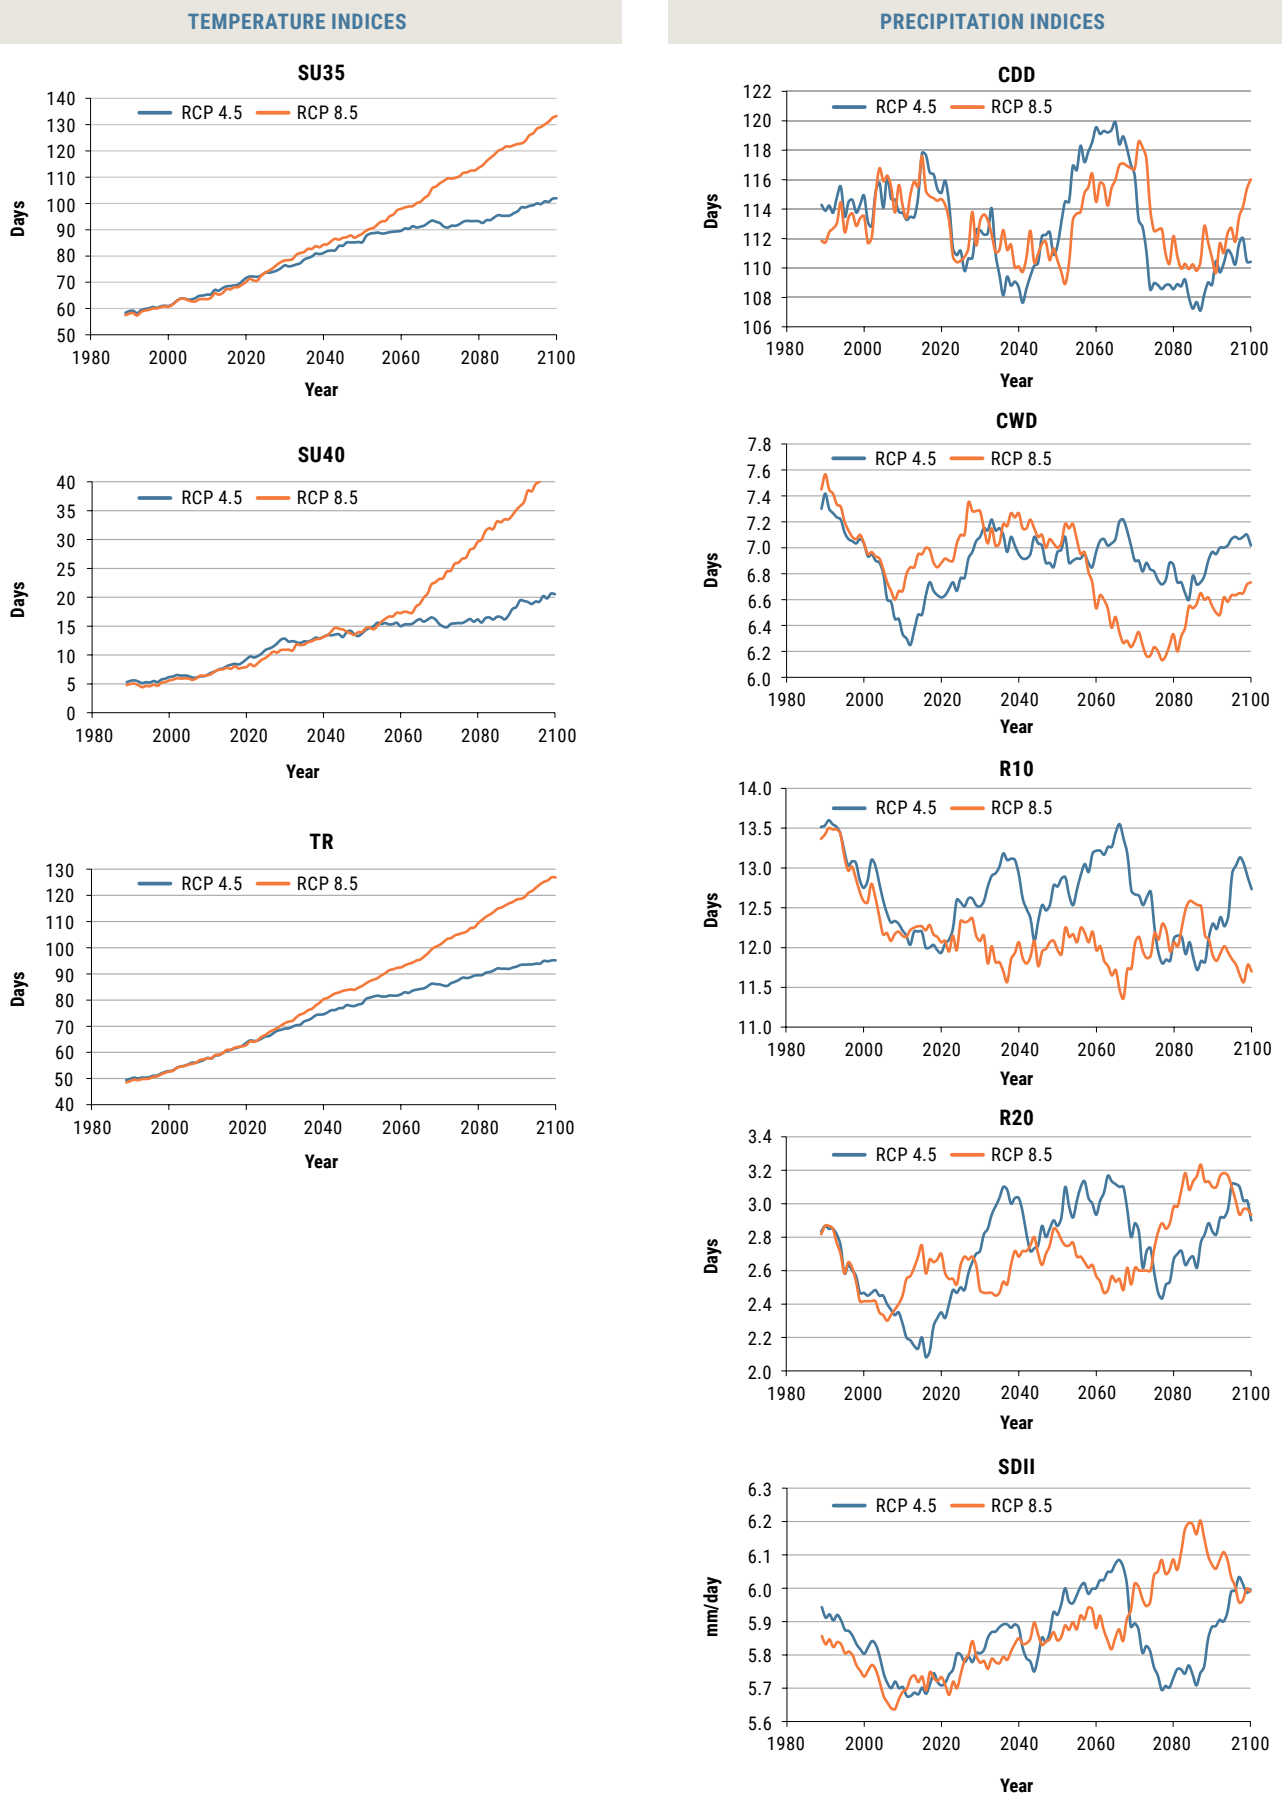 TEMPERATURE INDICES
SU35
RCP 4.5 RCP 8.5
140
130
120
110
100
90
80
70
60
50
Days
1980 2000 2020 2040 2060 2080 2100
Year
SU40
RCP 4.5 RCP 8.5
40
35
30
25
20
15
10
5
0
Days
1980 2000 2020 2040 2060 2080 2100
Year
TR
RCP 4.5 RCP 8.5
130
120
110
100
90
80
70
60
50
40
Days
1980 2000 2020 2040 2060 2080 2100
Year
PRECIPITATION INDICES
CDD
RCP 4.5 RCP 8.5
122
120
118
116
114
112
110
108
106
Days
1980 2000 2020 2040 2060 2080 2100
Year
CWD
RCP 4.5 RCP 8.5
7.8
7.6
7.4
7.2
7.0
6.8
6.6
6.4
6.2
6.0
Days
1980 2000 2020 2040 2060 2080 2100
Year
R10
RCP 4.5 RCP 8.5
14.0
13.5
13.0
12.5
12.0
11.5
11.0
Days
1980 2000 2020 2040 2060 2080 2100
Year
R20
RCP 4.5 RCP 8.5
3.4
3.2
3.0
2.8
2.6
2.4
2.2
2.0
Days
1980 2000 2020 2040 2060 2080 2100
Year
SDII
RCP 4.5 RCP 8.5
6.3
6.2
6.1
6.0
5.9
5.8
5.7
5.6
mm/day
1980 2000 2020 2040 2060 2080 2100
Year